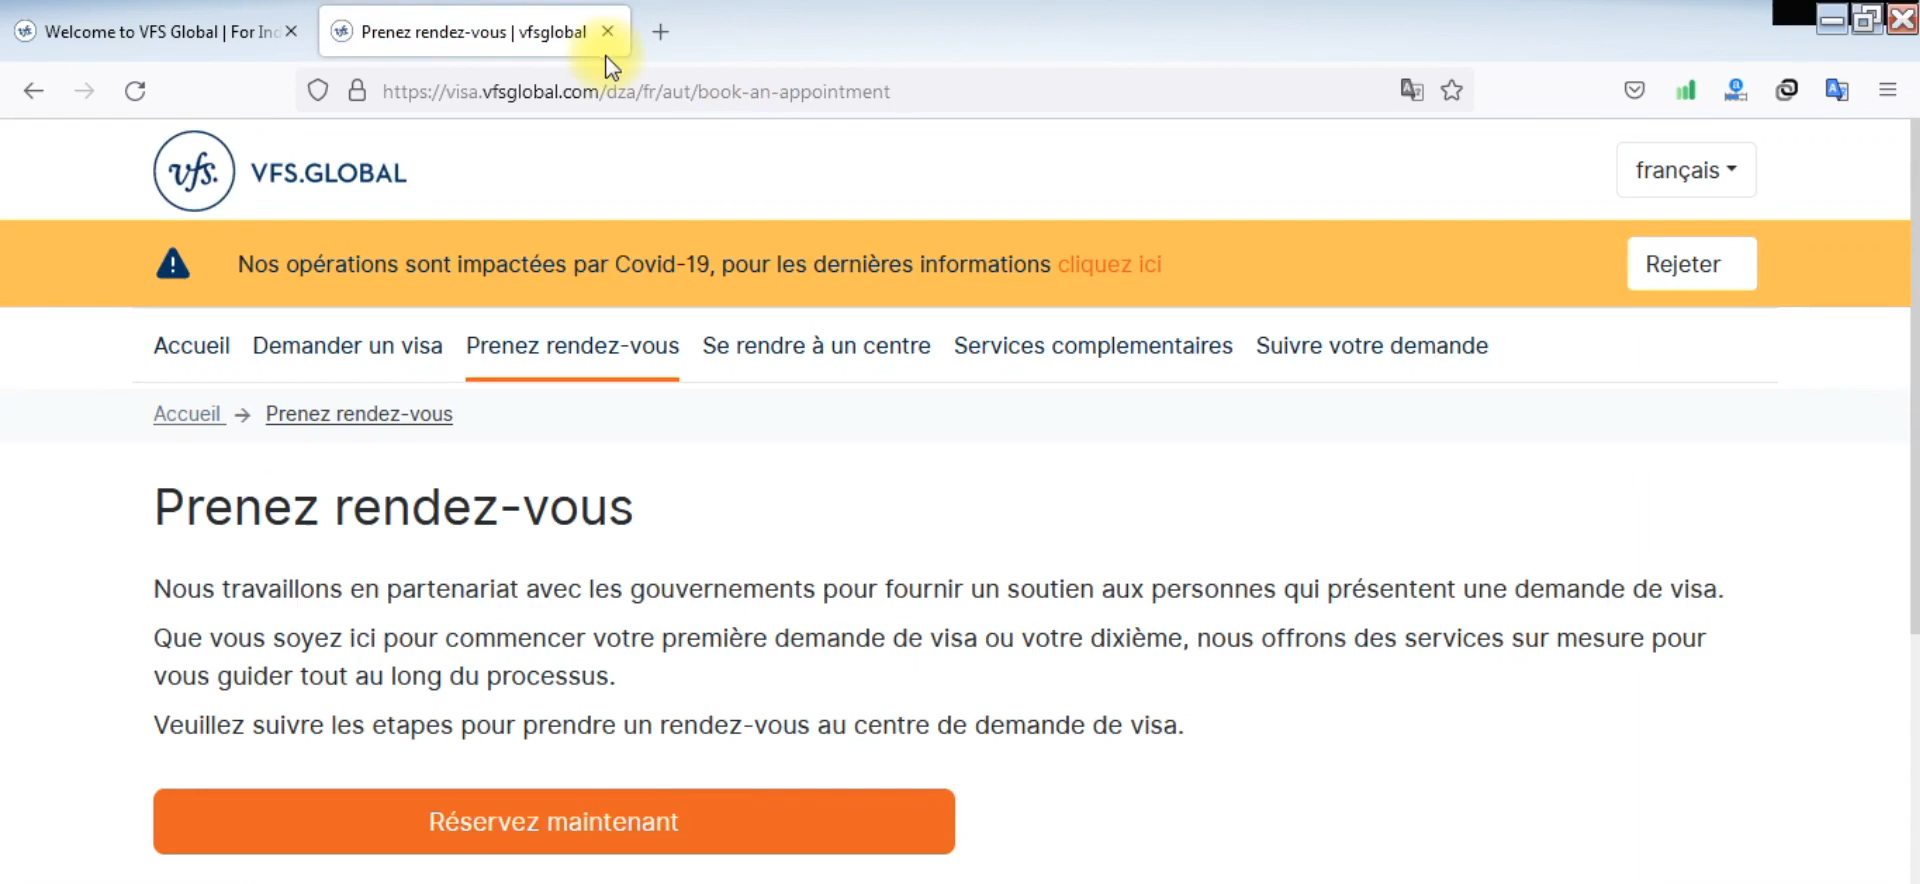 Welcome to VFS Global | For Ind
Prenez rendez-vous | vfsglobal
https://visa.vfsglobal.com/dza/fr/aut/book-an-appointment
vfs. VFS.GLOBAL
français
Nos opérations sont impactées par Covid-19, pour les dernières informations cliquez ici
Rejeter
Accueil Demander un visa Prenez rendez-vous Se rendre à un centre Services complementaires Suivre votre demande
Accueil → Prenez rendez-vous
Prenez rendez-vous
Nous travaillons en partenariat avec les gouvernements pour fournir un soutien aux personnes qui présentent une demande de visa.
Que vous soyez ici pour commencer votre première demande de visa ou votre dixième, nous offrons des services sur mesure pour
vous guider tout au long du processus.
Veuillez suivre les etapes pour prendre un rendez-vous au centre de demande de visa.
Réservez maintenant